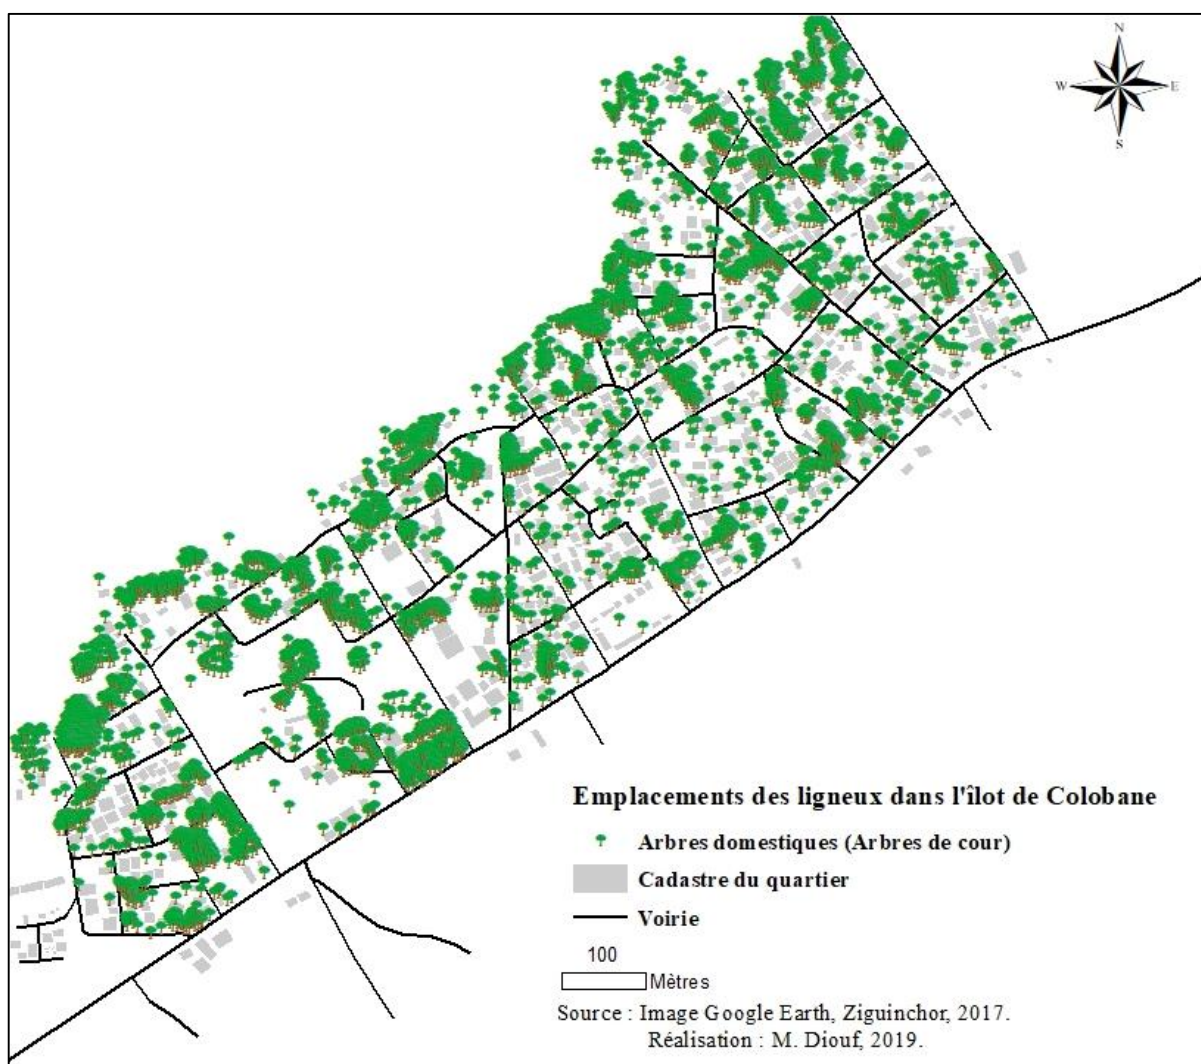 N
W E
S
Emplacements des ligneux dans l'îlot de Colobane
Arbres domestiques (Arbres de cour)
Cadastre du quartier
Voirie
100
Mètres
Source : Image Google Earth, Ziguinchor, 2017.
Réalisation : M. Diouf, 2019.